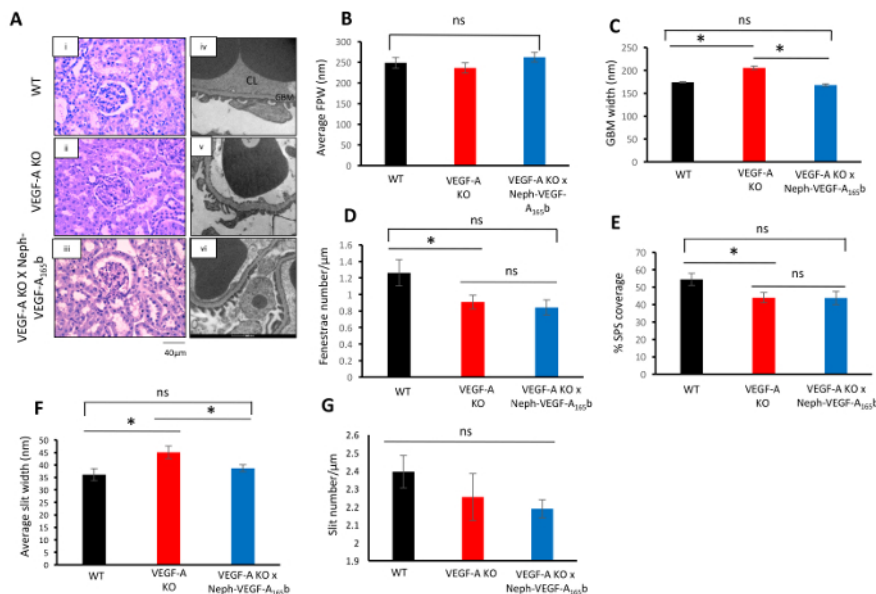 A
i
iv
WT
CL
GBM
ii
v
VEGF-A KO
iii
vi
VEGF-A KO X Neph-
VEGF-A₁₆₅b
40μm
B
ns
Average FPW (nm)
300
250
200
150
100
50
0
WT
VEGF-A
KO
VEGF-A KO x
Neph-VEGF-
A₁₆₅b
C
ns
*
*
GBM width (nm)
250
200
150
100
50
0
WT
VEGF-A
KO
VEGF-A KO x
Neph-VEGF-A₁₆₅b
D
ns
*
ns
Fenestrae number/μm
1.6
1.4
1.2
1
0.8
0.6
0.4
0.2
0
WT
VEGF-A
KO
VEGF-A KO x
Neph-VEGF-A₁₆₅b
E
ns
*
ns
% SPS coverage
70
60
50
40
30
20
10
0
WT
VEGF-A
KO
VEGF-A KO x
Neph-VEGF-A₁₆₅b
F
ns
*
*
Average slit width (nm)
50
45
40
35
30
25
20
15
10
5
0
WT
VEGF-A
KO
VEGF-A KO x
Neph-VEGF-A₁₆₅b
G
ns
Slit number/μm
2.6
2.5
2.4
2.3
2.2
2.1
2
1.9
WT
VEGF-A KO
VEGF-A KO x
Neph-VEGF-A₁₆₅b